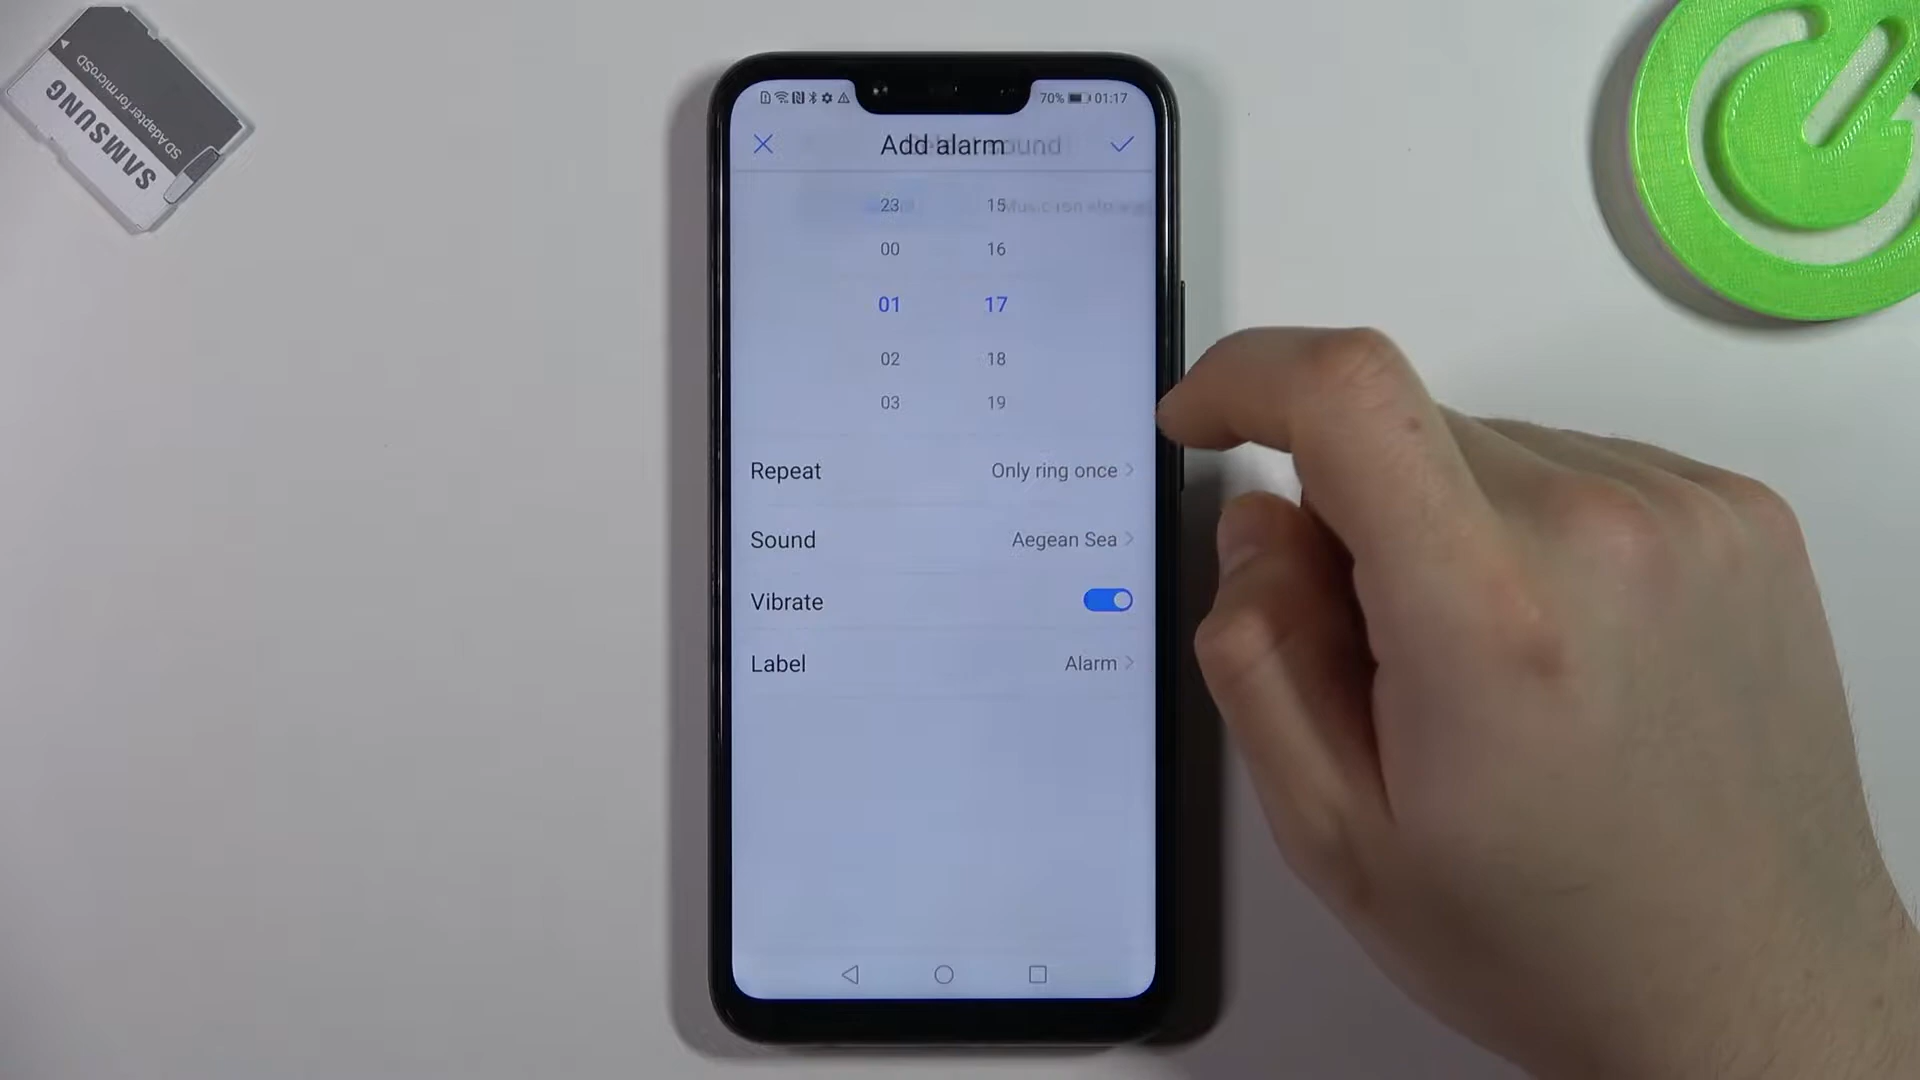 SAMSUNG
SD Adapter for microSD
70% 01:17
Add alarm
sound
23 15
00 16
01 17
02 18
03 19
Repeat Only ring once
Sound Aegean Sea
Vibrate
Label Alarm